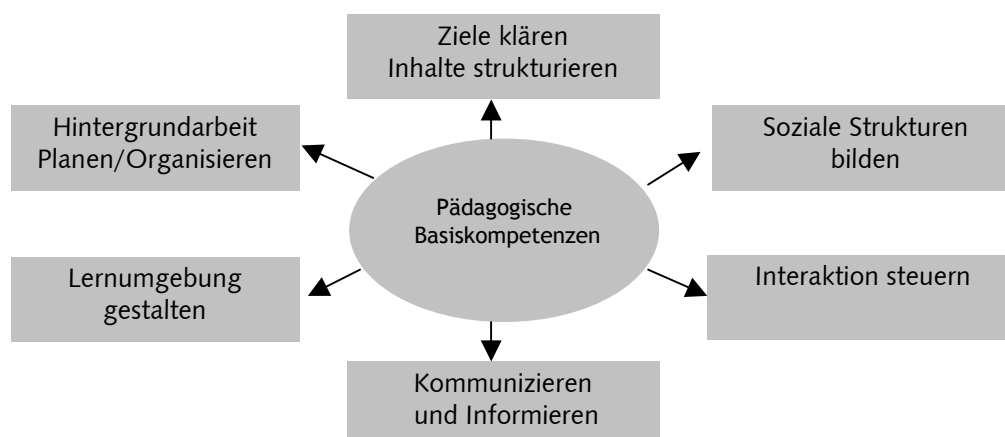 Ziele klären
Inhalte strukturieren
Hintergrundarbeit
Planen/Organisieren
Soziale Strukturen
bilden
Pädagogische
Basiskompetenzen
Lernumgebung
gestalten
Interaktion steuern
Kommunizieren
und Informieren